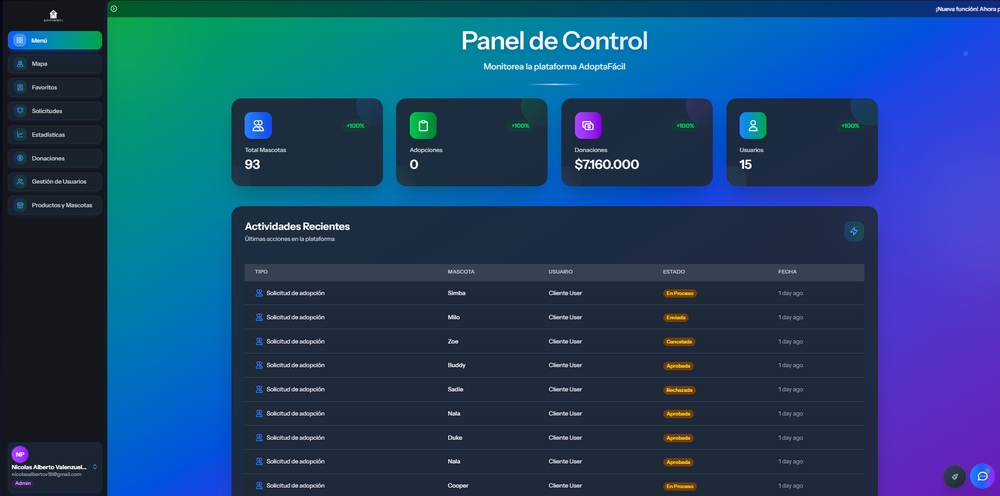 ADOPTAFÁCIL
Menú
Mapa
Favoritos
Solicitudes
Estadísticas
Donaciones
Gestión de Usuarios
Productos y Mascotas
NP
Nicolas Alberto Valenzuel...
nicolasalbertov18@gmail.com
Admin
¡Nueva función! Ahora p
Panel de Control
Monitorea la plataforma AdoptaFácil
+100%
Total Mascotas
93
+100%
Adopciones
0
+100%
Donaciones
$7.160.000
+100%
Usuarios
15
Actividades Recientes
Últimas acciones en la plataforma
TIPO MASCOTA USUARIO ESTADO FECHA
Solicitud de adopción Simba Cliente User En Proceso 1 day ago
Solicitud de adopción Milo Cliente User Enviada 1 day ago
Solicitud de adopción Zoe Cliente User Cancelada 1 day ago
Solicitud de adopción Buddy Cliente User Aprobada 1 day ago
Solicitud de adopción Sadie Cliente User Rechazada 1 day ago
Solicitud de adopción Nala Cliente User Aprobada 1 day ago
Solicitud de adopción Duke Cliente User Aprobada 1 day ago
Solicitud de adopción Nala Cliente User Aprobada 1 day ago
Solicitud de adopción Cooper Cliente User En Proceso 1 day ago